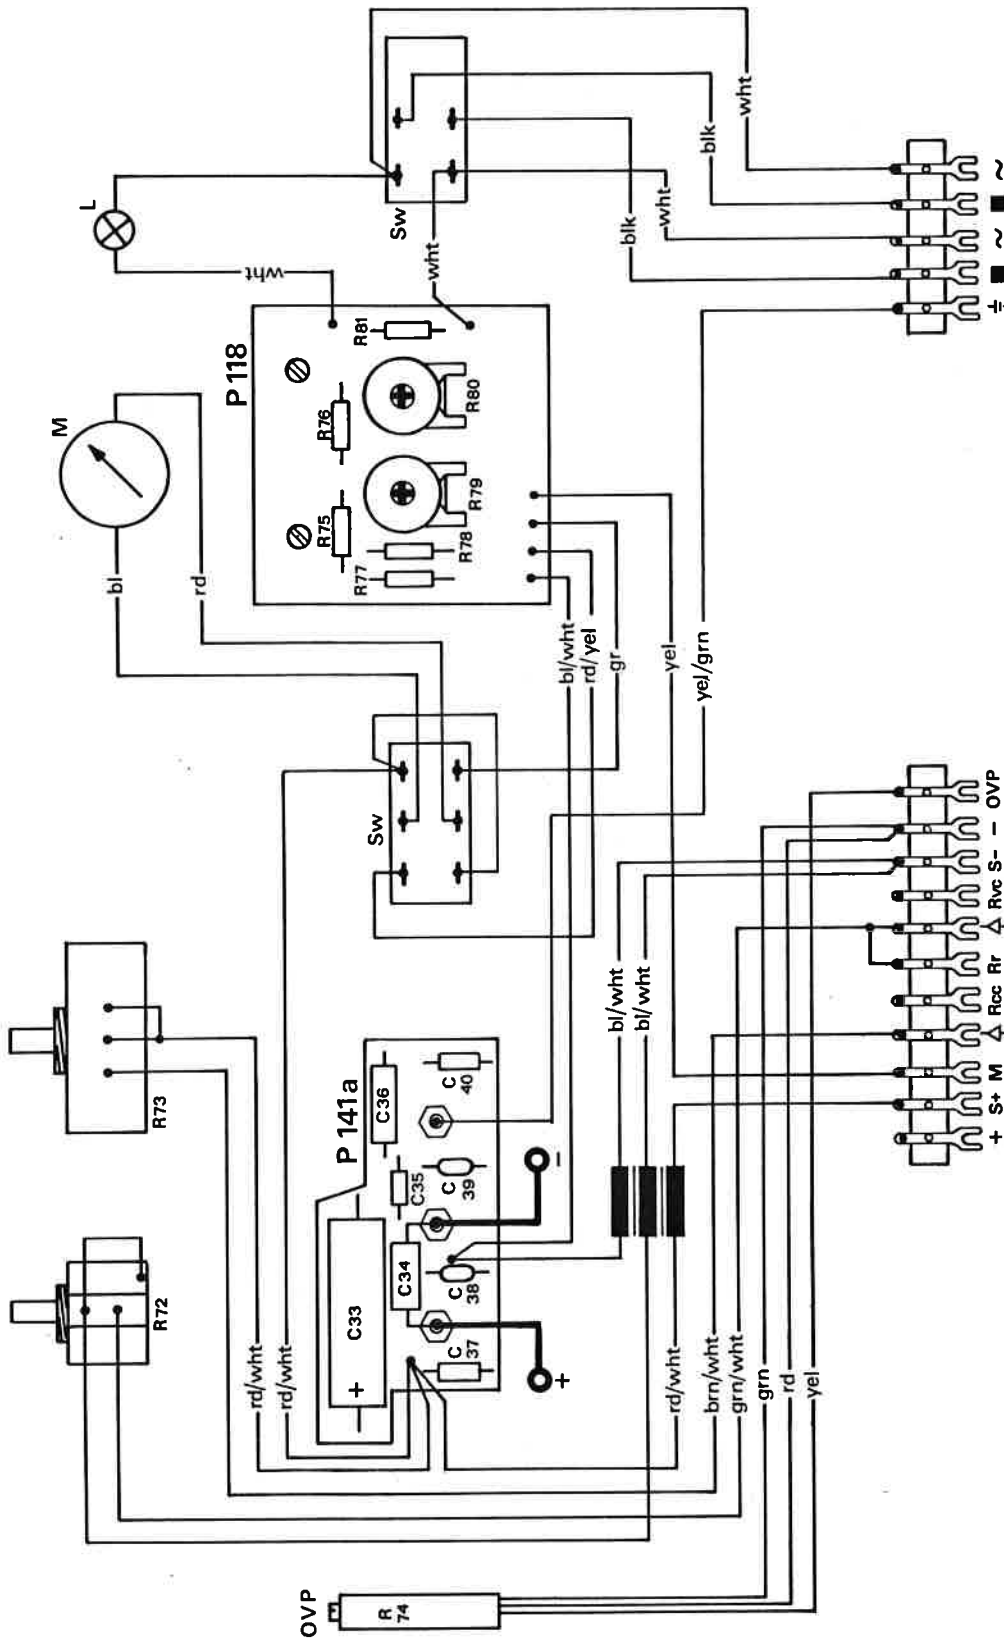 L
wht
Sw
wht
blk
wht
blk
wht
~
■
~
■
⏚
P 118
R81
R76
R80
R75
R79
R78
R77
M
bl
rd
bl/wht
rd/yel
gr
yel
yel/grn
Sw
R73
R72
rd/wht
rd/wht
P 141a
C36
C 40
C35
C 39
C34
C 38
C33
+
C 37
-
+
bl/wht
bl/wht
rd/wht
brn/wht
grn/wht
grn
rd
yel
OVP
R 74
+ S+ M △ Rcc Rr △ Rvc S- - OVP